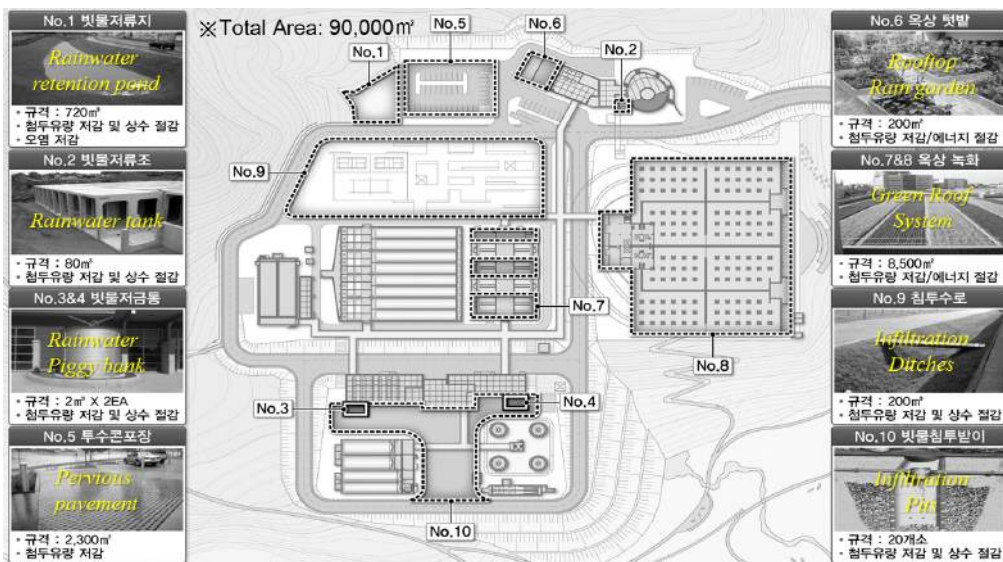 No.1 빗물저류지
Rainwater
retention pond
• 규격 : 720㎥
• 첨두유량 저감 및 상수 절감
• 오염 저감
No.2 빗물저류조
Rainwater tank
• 규격 : 80㎥
• 첨두유량 저감 및 상수 절감
No.3&4 빗물저금통
Rainwater
Piggy bank
• 규격 : 2㎥ X 2EA
• 첨두유량 저감 및 상수 절감
No.5 투수콘포장
Pervious
pavement
• 규격 : 2,300㎡
• 첨두유량 저감
※ Total Area: 90,000㎡
No.1
No.5
No.6
No.2
No.9
No.7
No.8
No.3
No.4
No.10
No.6 옥상 텃밭
Rooftop
Rain garden
• 규격 : 200㎡
• 첨두유량 저감/에너지 절감
No.7&8 옥상 녹화
Green Roof
System
• 규격 : 8,500㎡
• 첨두유량 저감/에너지 절감
No.9 침투수로
Infiltration
Ditches
• 규격 : 200㎥
• 첨두유량 저감 및 상수 절감
No.10 빗물침투받이
Infiltration
Pits
• 규격 : 20개소
• 첨두유량 저감 및 상수 절감